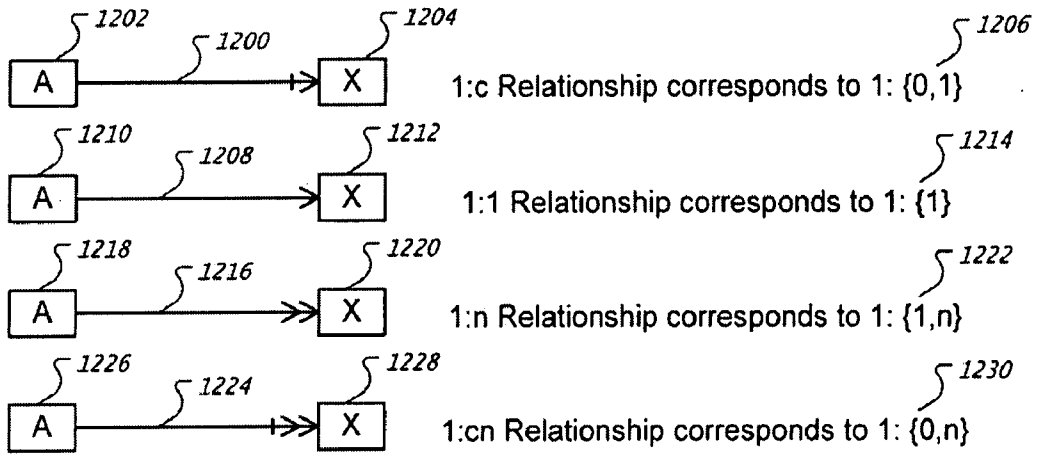 1202
1200
1204
1206
A
X
1:c Relationship corresponds to 1: {0,1}
1210
1208
1212
1214
A
X
1:1 Relationship corresponds to 1: {1}
1218
1216
1220
1222
A
X
1:n Relationship corresponds to 1: {1,n}
1226
1224
1228
1230
A
X
1:cn Relationship corresponds to 1: {0,n}